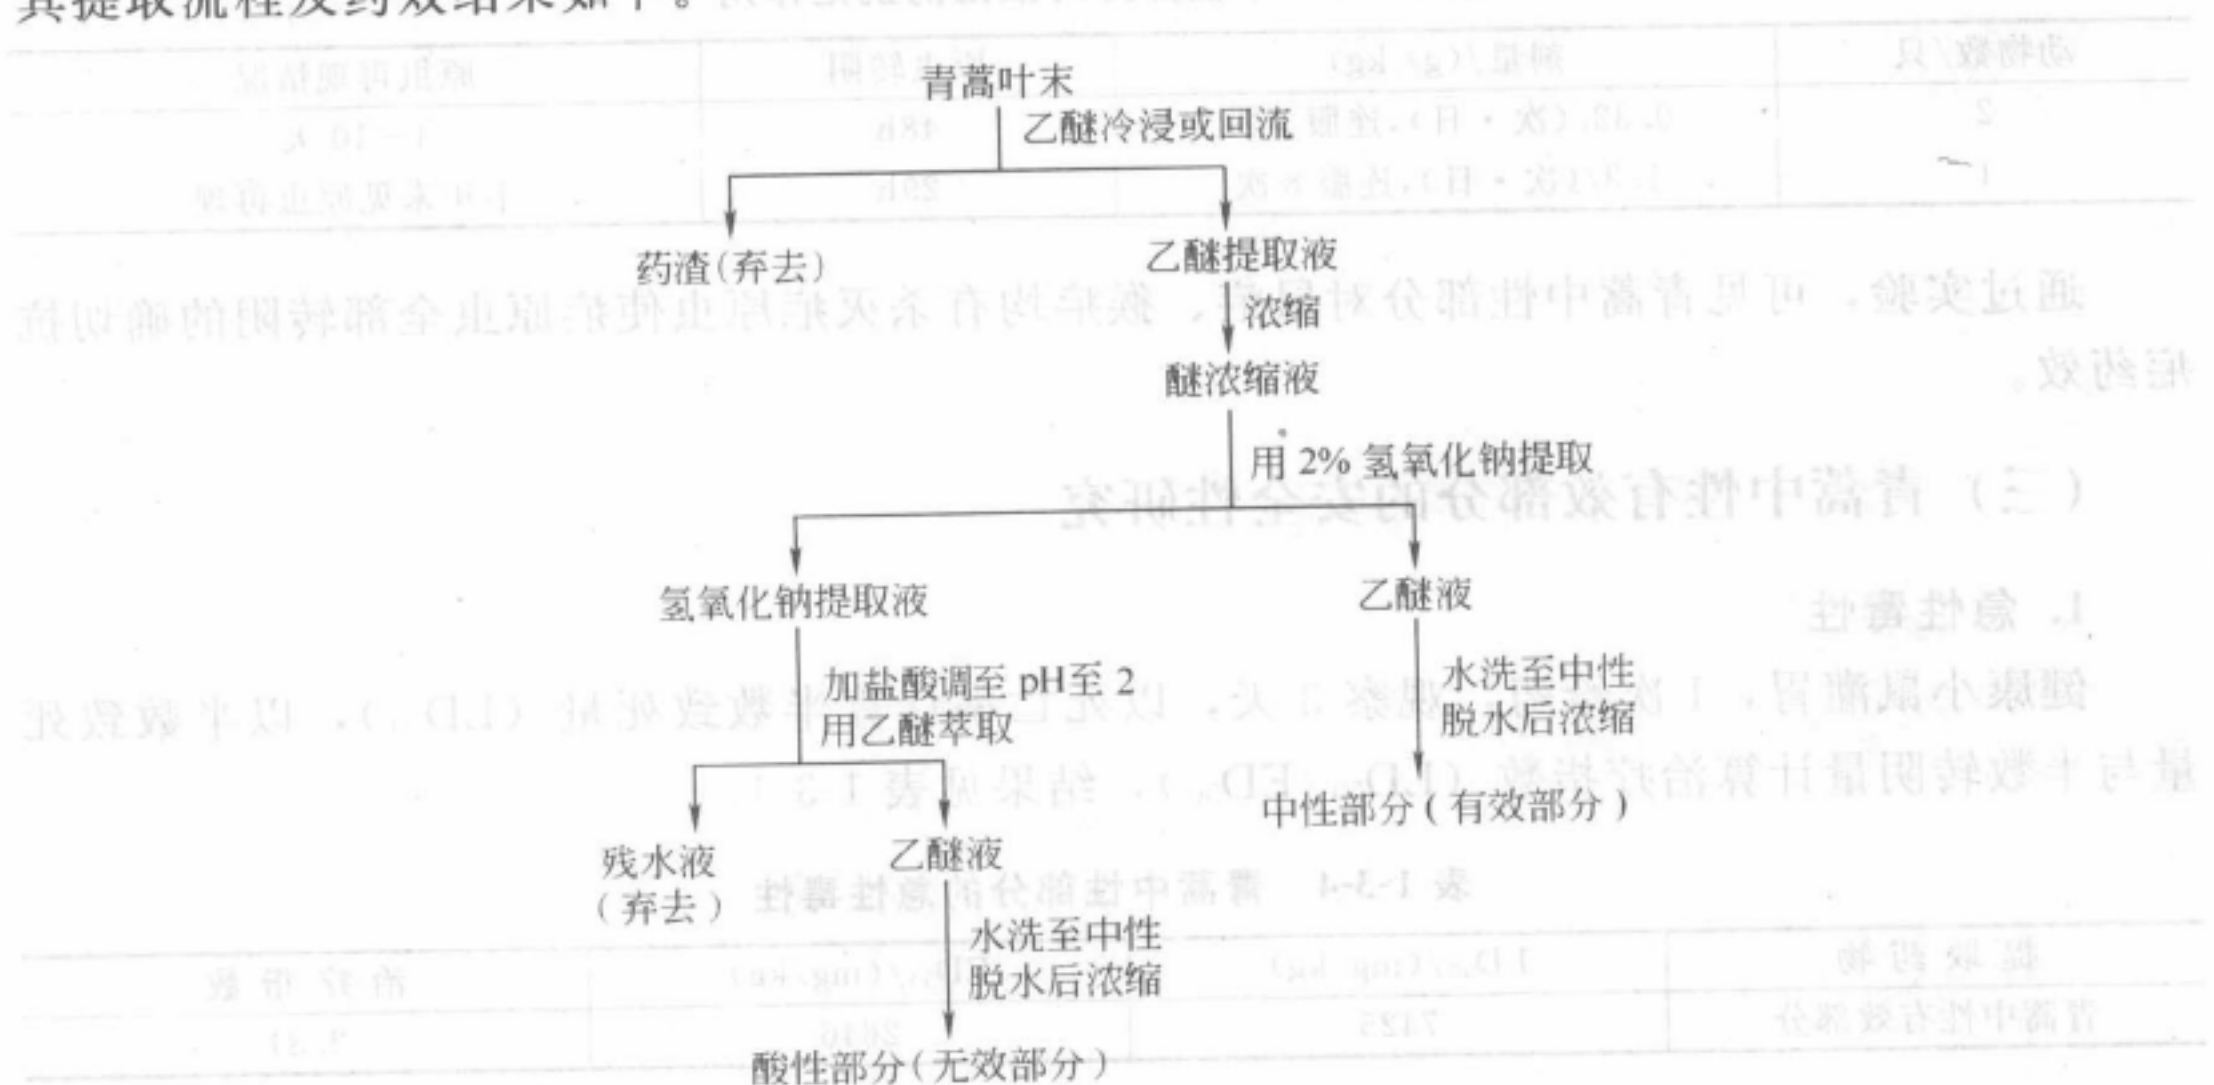 其提取流程及药效结果如下。
青蒿叶末
乙醚冷浸或回流
药渣(弃去)
乙醚提取液
浓缩
醚浓缩液
用 2% 氢氧化钠提取
氢氧化钠提取液
乙醚液
加盐酸调至 pH至 2
用乙醚萃取
水洗至中性
脱水后浓缩
中性部分(有效部分)
残水液
(弃去)
乙醚液
水洗至中性
脱水后浓缩
酸性部分(无效部分)